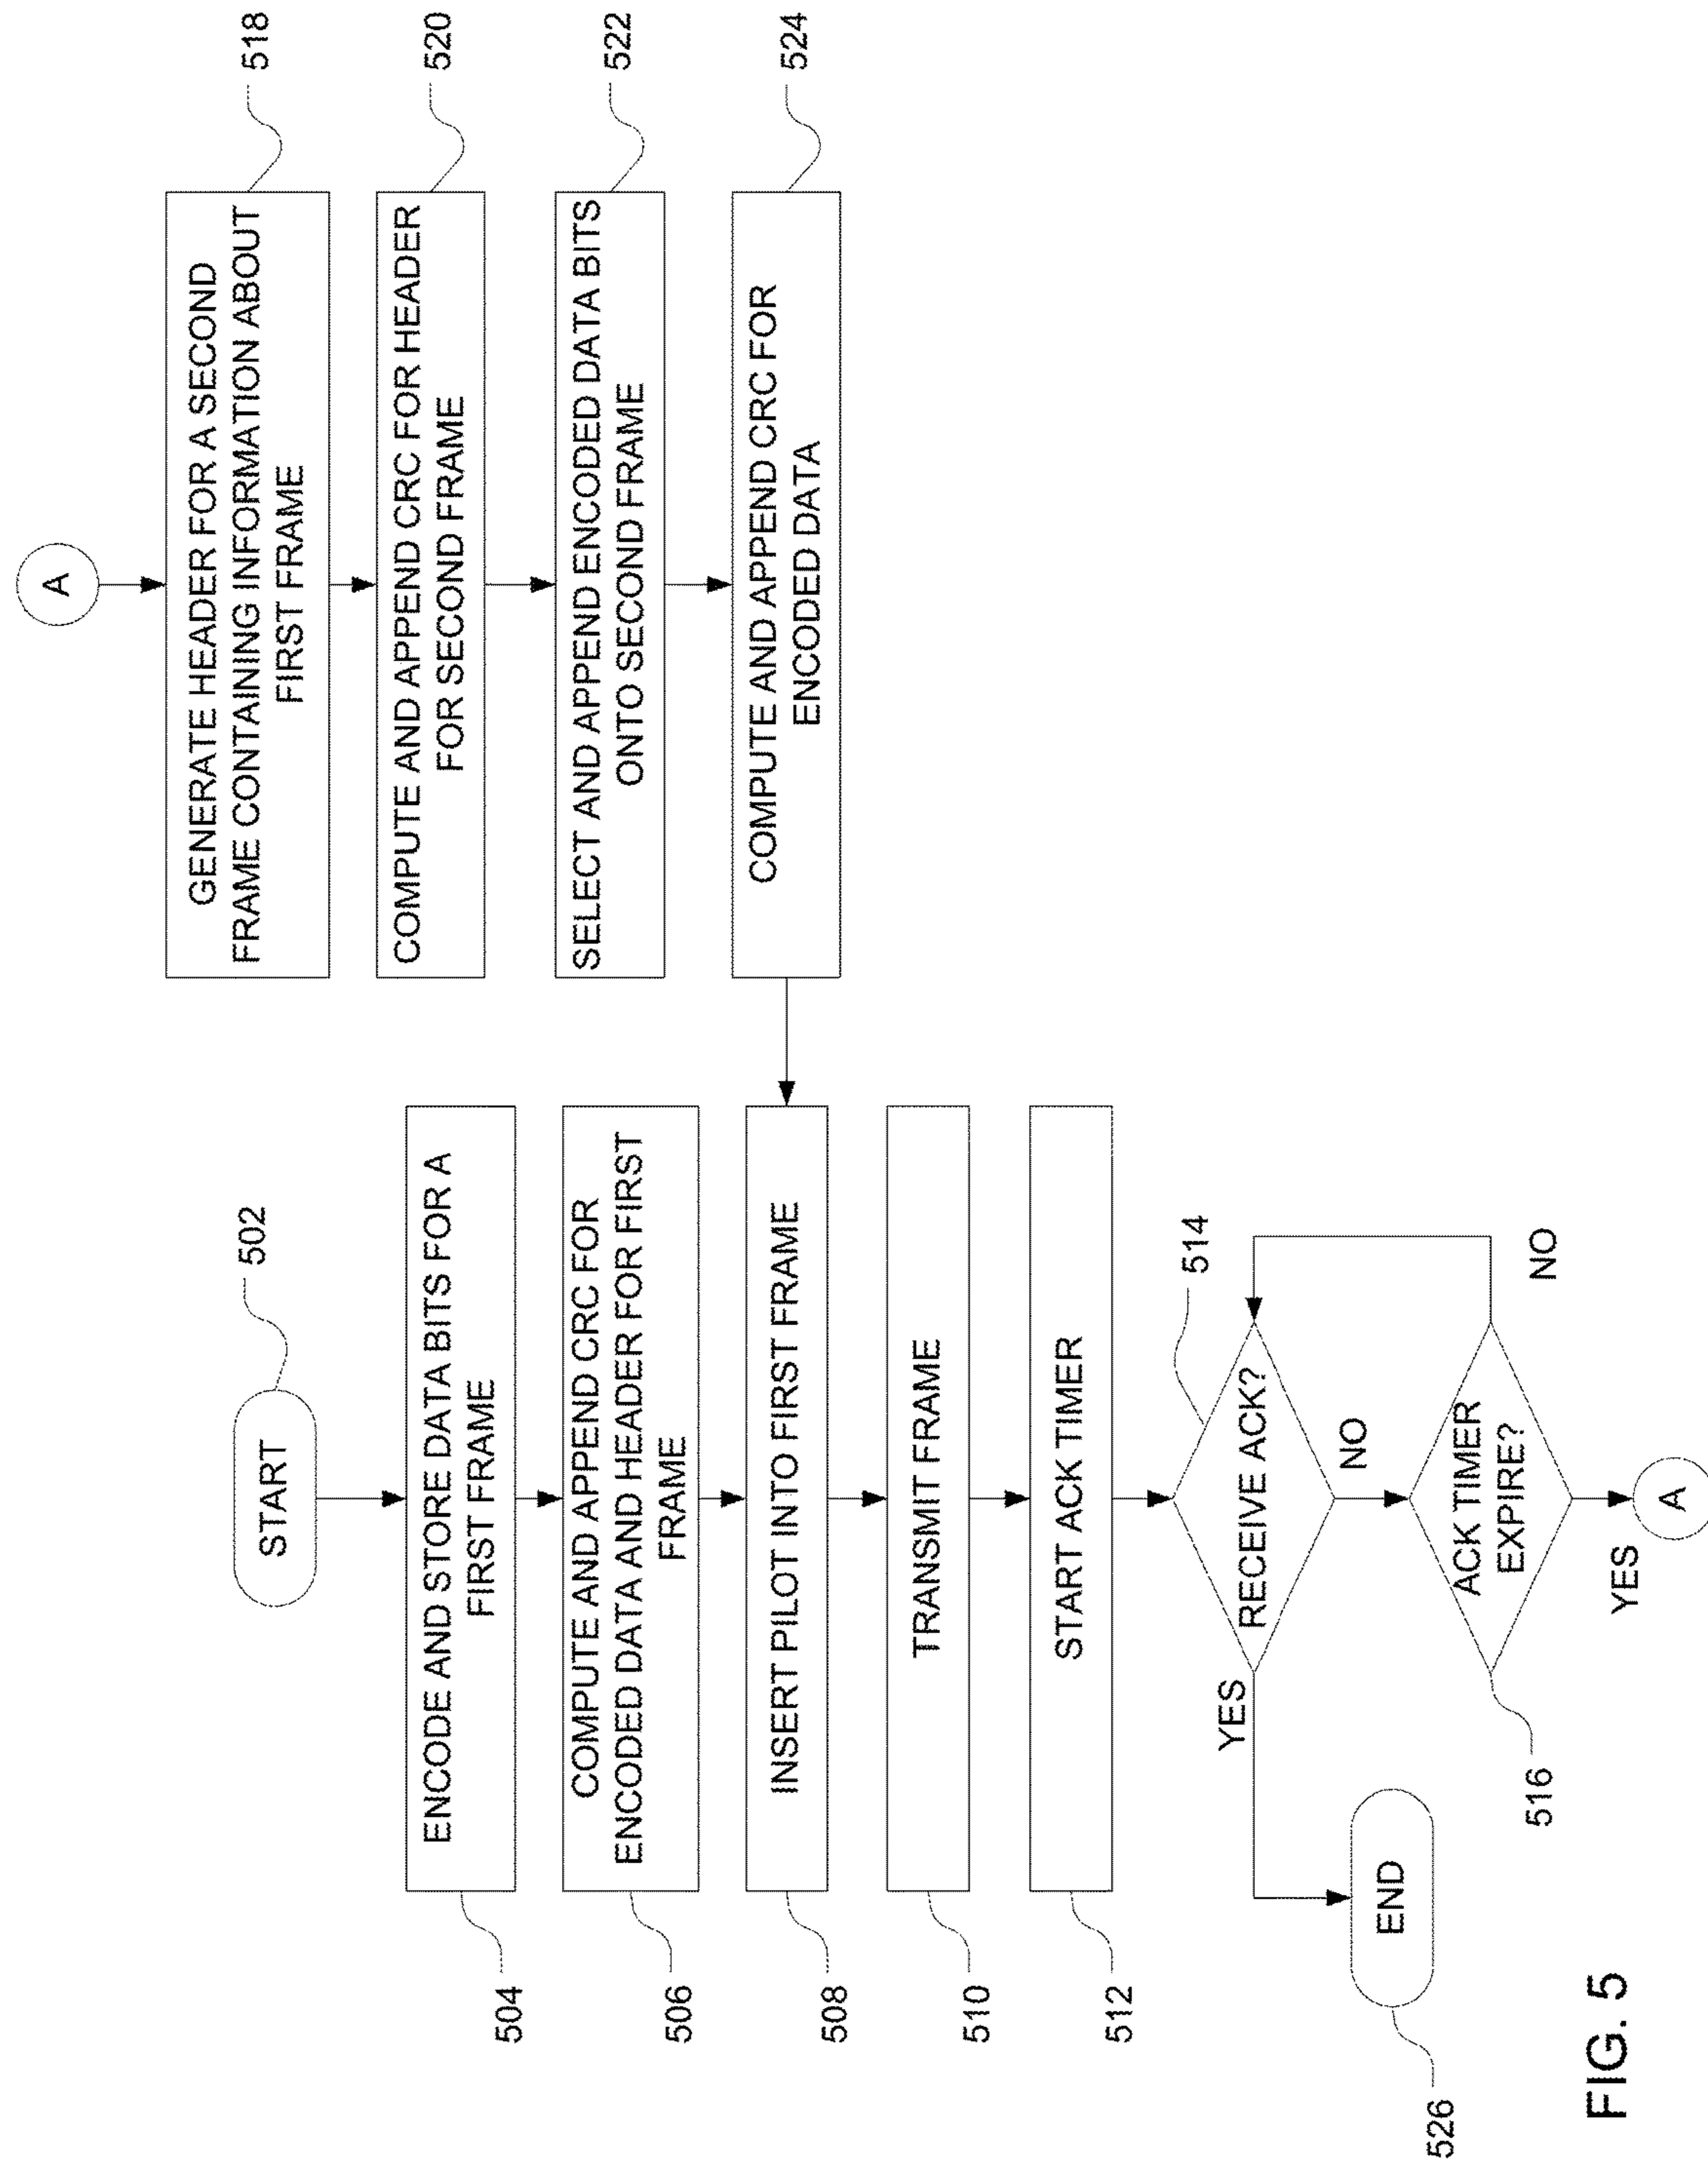 START
502
ENCODE AND STORE DATA BITS FOR A
FIRST FRAME
504
COMPUTE AND APPEND CRC FOR
ENCODED DATA AND HEADER FOR FIRST
FRAME
506
INSERT PILOT INTO FIRST FRAME
508
TRANSMIT FRAME
510
START ACK TIMER
512
RECEIVE ACK?
514
YES
NO
ACK TIMER
EXPIRE?
516
NO
YES
A
END
526
A
GENERATE HEADER FOR A SECOND
FRAME CONTAINING INFORMATION ABOUT
FIRST FRAME
518
COMPUTE AND APPEND CRC FOR HEADER
FOR SECOND FRAME
520
SELECT AND APPEND ENCODED DATA BITS
ONTO SECOND FRAME
522
COMPUTE AND APPEND CRC FOR
ENCODED DATA
524
FIG. 5